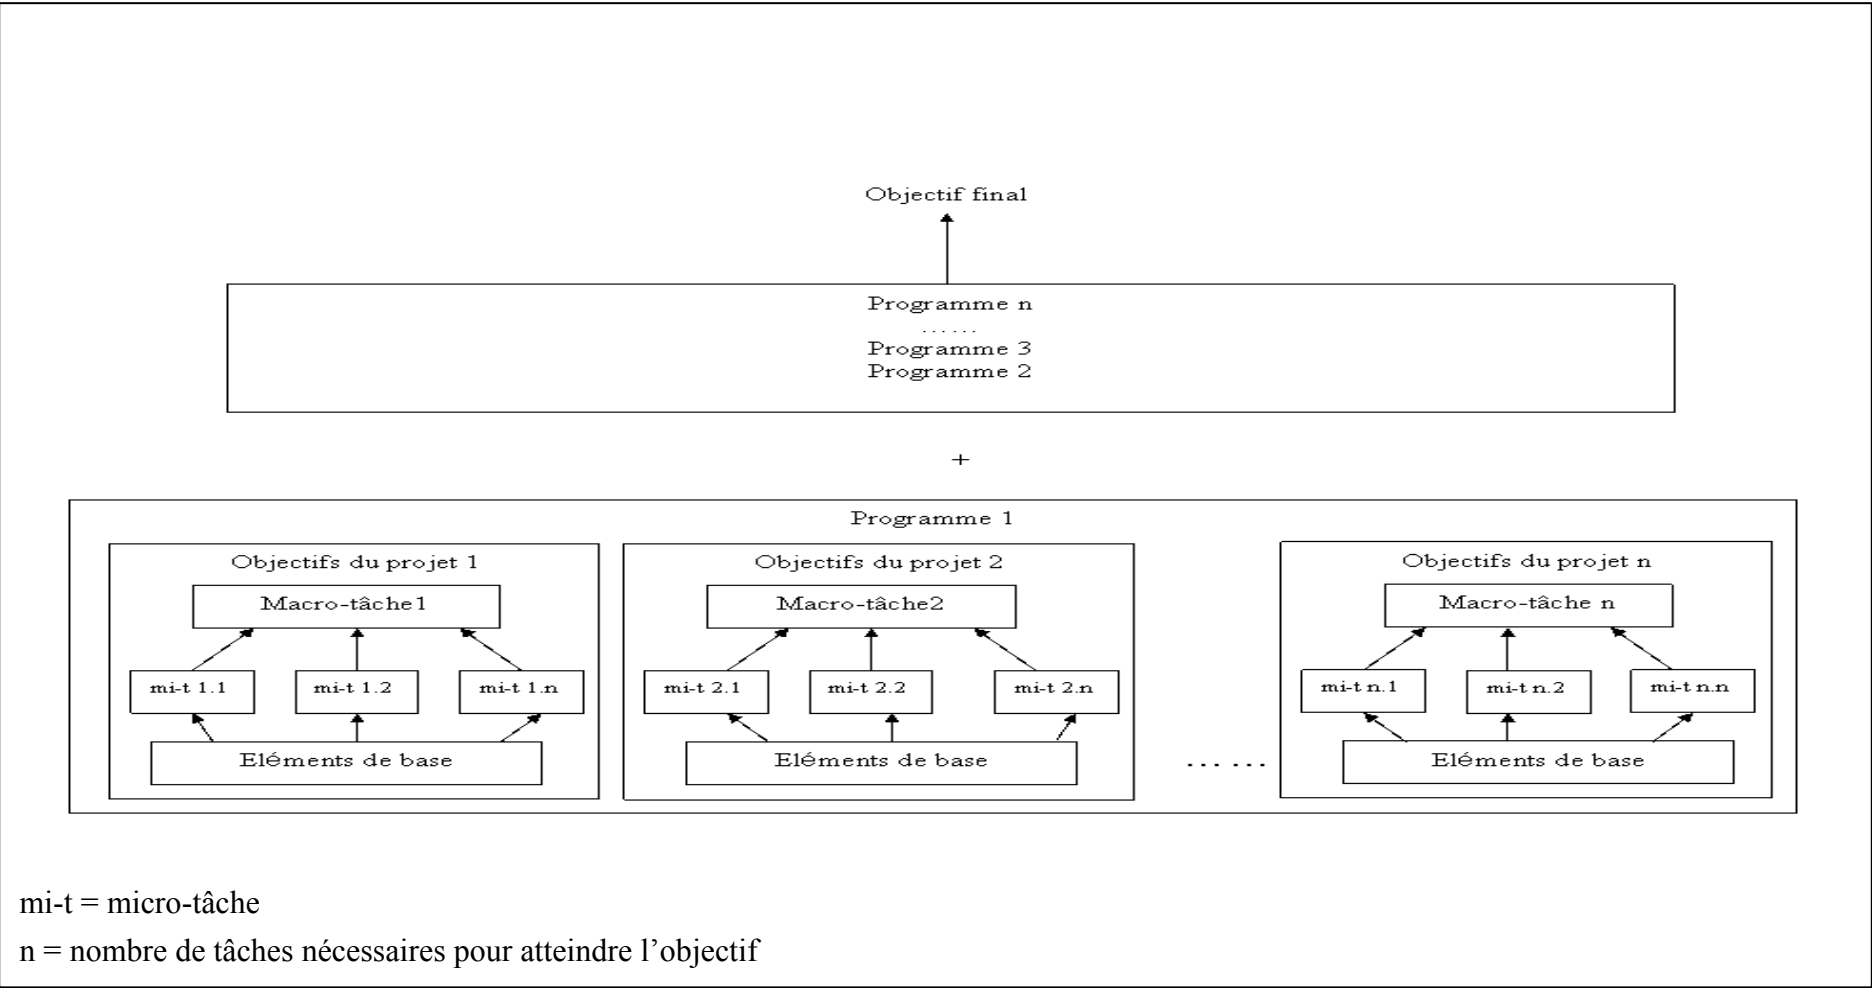 Objectif final
Programme n
......
Programme 3
Programme 2
+
Programme 1
Objectifs du projet 1
Macro-tâche1
mi-t 1.1
mi-t 1.2
mi-t 1.n
Eléments de base
Objectifs du projet 2
Macro-tâche2
mi-t 2.1
mi-t 2.2
mi-t 2.n
Eléments de base
......
Objectifs du projet n
Macro-tâche n
mi-t n.1
mi-t n.2
mi-t n.n
Eléments de base
mi-t = micro-tâche
n = nombre de tâches nécessaires pour atteindre l’objectif